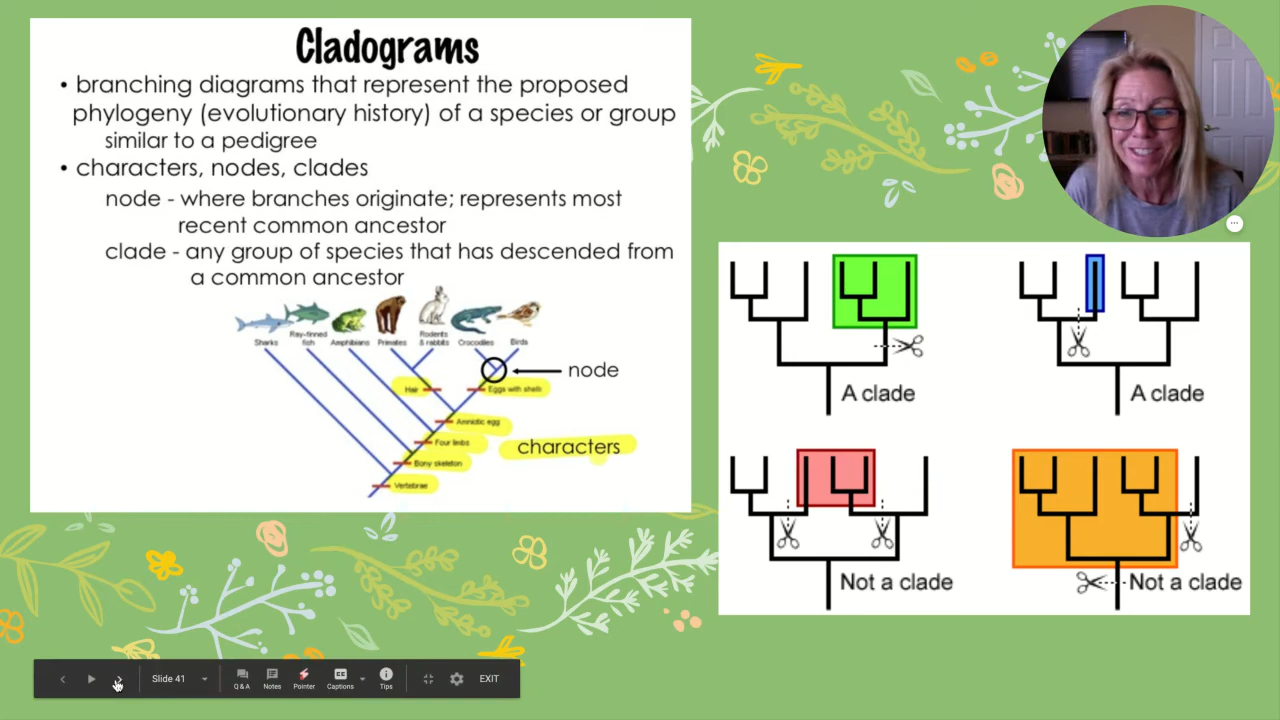 Cladograms
• branching diagrams that represent the proposed
phylogeny (evolutionary history) of a species or group
similar to a pedigree
• characters, nodes, clades
node - where branches originate; represents most
recent common ancestor
clade - any group of species that has descended from
a common ancestor
Sharks
Ray-finned
fish
Amphibians
Primates
Rodents
& rabbits
Crocodiles
Birds
node
Hair
Eggs with shells
Amniotic egg
Four limbs
characters
Bony skeleton
Vertebrae
A clade
A clade
Not a clade
Not a clade
Slide 41
Q & A
Notes
Pointer
CC
Captions
Tips
EXIT